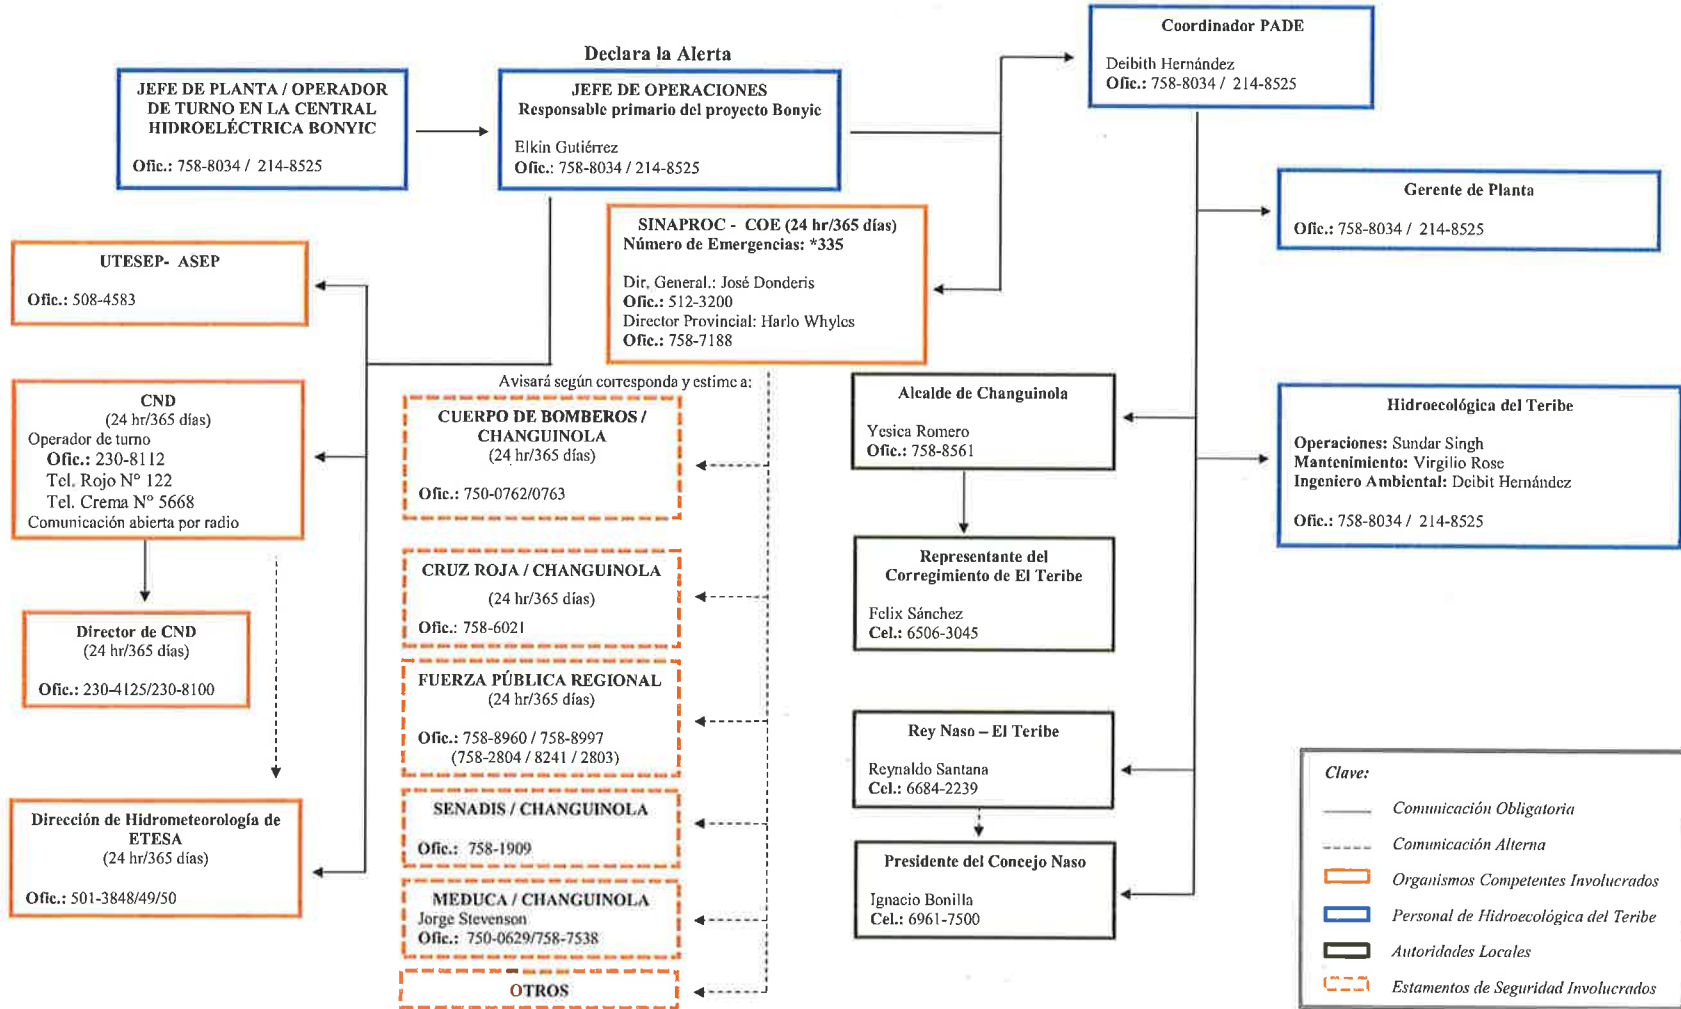 Declara la Alerta
JEFE DE PLANTA / OPERADOR
DE TURNO EN LA CENTRAL
HIDROELÉCTRICA BONYIC
Ofic.: 758-8034 / 214-8525
JEFE DE OPERACIONES
Responsable primario del proyecto Bonyic
Elkin Gutiérrez
Ofic.: 758-8034 / 214-8525
Coordinador PADE
Deibith Hernández
Ofic.: 758-8034 / 214-8525
Gerente de Planta
Ofic.: 758-8034 / 214-8525
SINAPROC - COE (24 hr/365 días)
Número de Emergencias: *335
Dir. General.: José Donderis
Ofic.: 512-3200
Director Provincial: Harlo Whyles
Ofic.: 758-7188
UTESEP- ASEP
Ofic.: 508-4583
CND
(24 hr/365 días)
Operador de turno
Ofic.: 230-8112
Tel. Rojo N° 122
Tel. Crema N° 5668
Comunicación abierta por radio
Director de CND
(24 hr/365 días)
Ofic.: 230-4125/230-8100
Dirección de Hidrometeorología de
ETESA
(24 hr/365 días)
Ofic.: 501-3848/49/50
Avisará según corresponda y estime a:
CUERPO DE BOMBEROS /
CHANGUINOLA
(24 hr/365 días)
Ofic.: 750-0762/0763
CRUZ ROJA / CHANGUINOLA
(24 hr/365 días)
Ofic.: 758-6021
FUERZA PÚBLICA REGIONAL
(24 hr/365 días)
Ofic.: 758-8960 / 758-8997
(758-2804 / 8241 / 2803)
SENADIS / CHANGUINOLA
Ofic.: 758-1909
MEDUCA / CHANGUINOLA
Jorge Stevenson
Ofic.: 750-0629/758-7538
OTROS
Alcalde de Changuinola
Yesica Romero
Ofic.: 758-8561
Representante del
Corregimiento de El Teribe
Felix Sánchez
Cel.: 6506-3045
Rey Naso – El Teribe
Reynaldo Santana
Cel.: 6684-2239
Presidente del Concejo Naso
Ignacio Bonilla
Cel.: 6961-7500
Hidroecológica del Teribe
Operaciones: Sundar Singh
Mantenimiento: Virgilio Rose
Ingeniero Ambiental: Deibit Hernández
Ofic.: 758-8034 / 214-8525
Clave:
Comunicación Obligatoria
Comunicación Alterna
Organismos Competentes Involucrados
Personal de Hidroecológica del Teribe
Autoridades Locales
Estamentos de Seguridad Involucrados